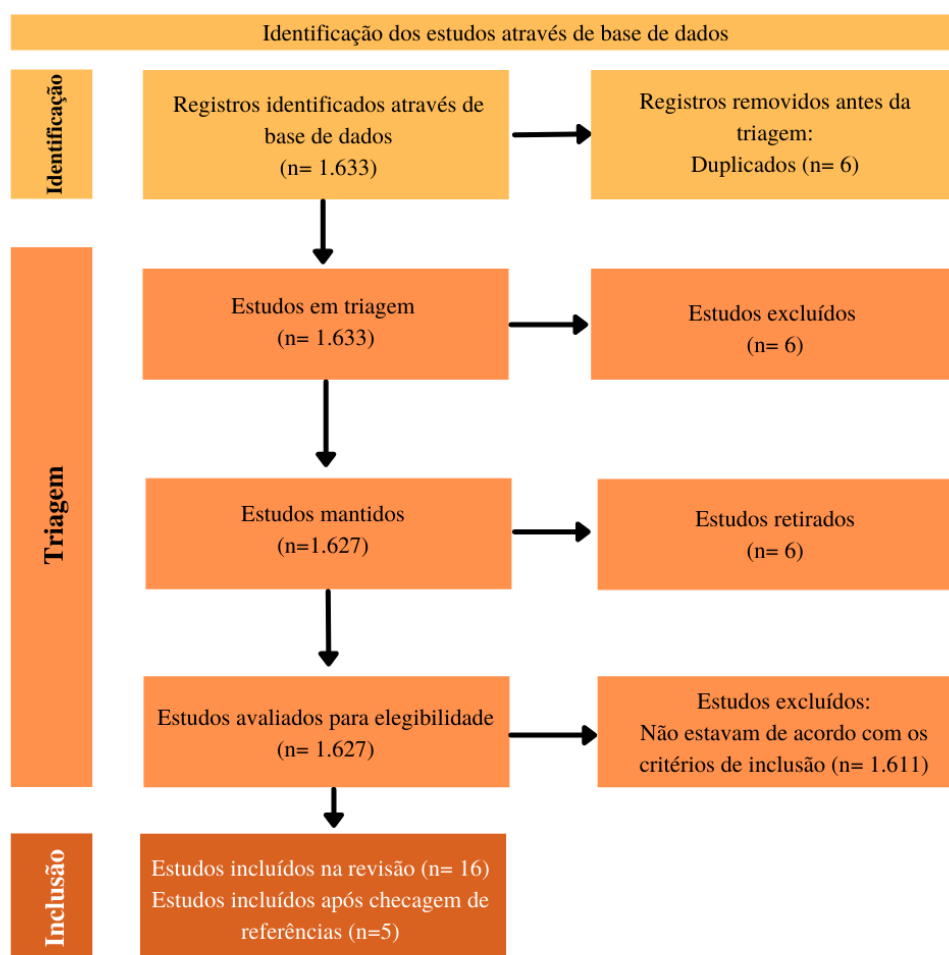 Identificação dos estudos através de base de dados
Identificação
Registros identificados através de
base de dados
(n= 1.633)
Registros removidos antes da
triagem:
Duplicados (n= 6)
Triagem
Estudos em triagem
(n= 1.633)
Estudos excluídos
(n= 6)
Estudos mantidos
(n=1.627)
Estudos retirados
(n= 6)
Estudos avaliados para elegibilidade
(n= 1.627)
Estudos excluídos:
Não estavam de acordo com os
critérios de inclusão (n= 1.611)
Inclusão
Estudos incluídos na revisão (n= 16)
Estudos incluídos após checagem de
referências (n=5)